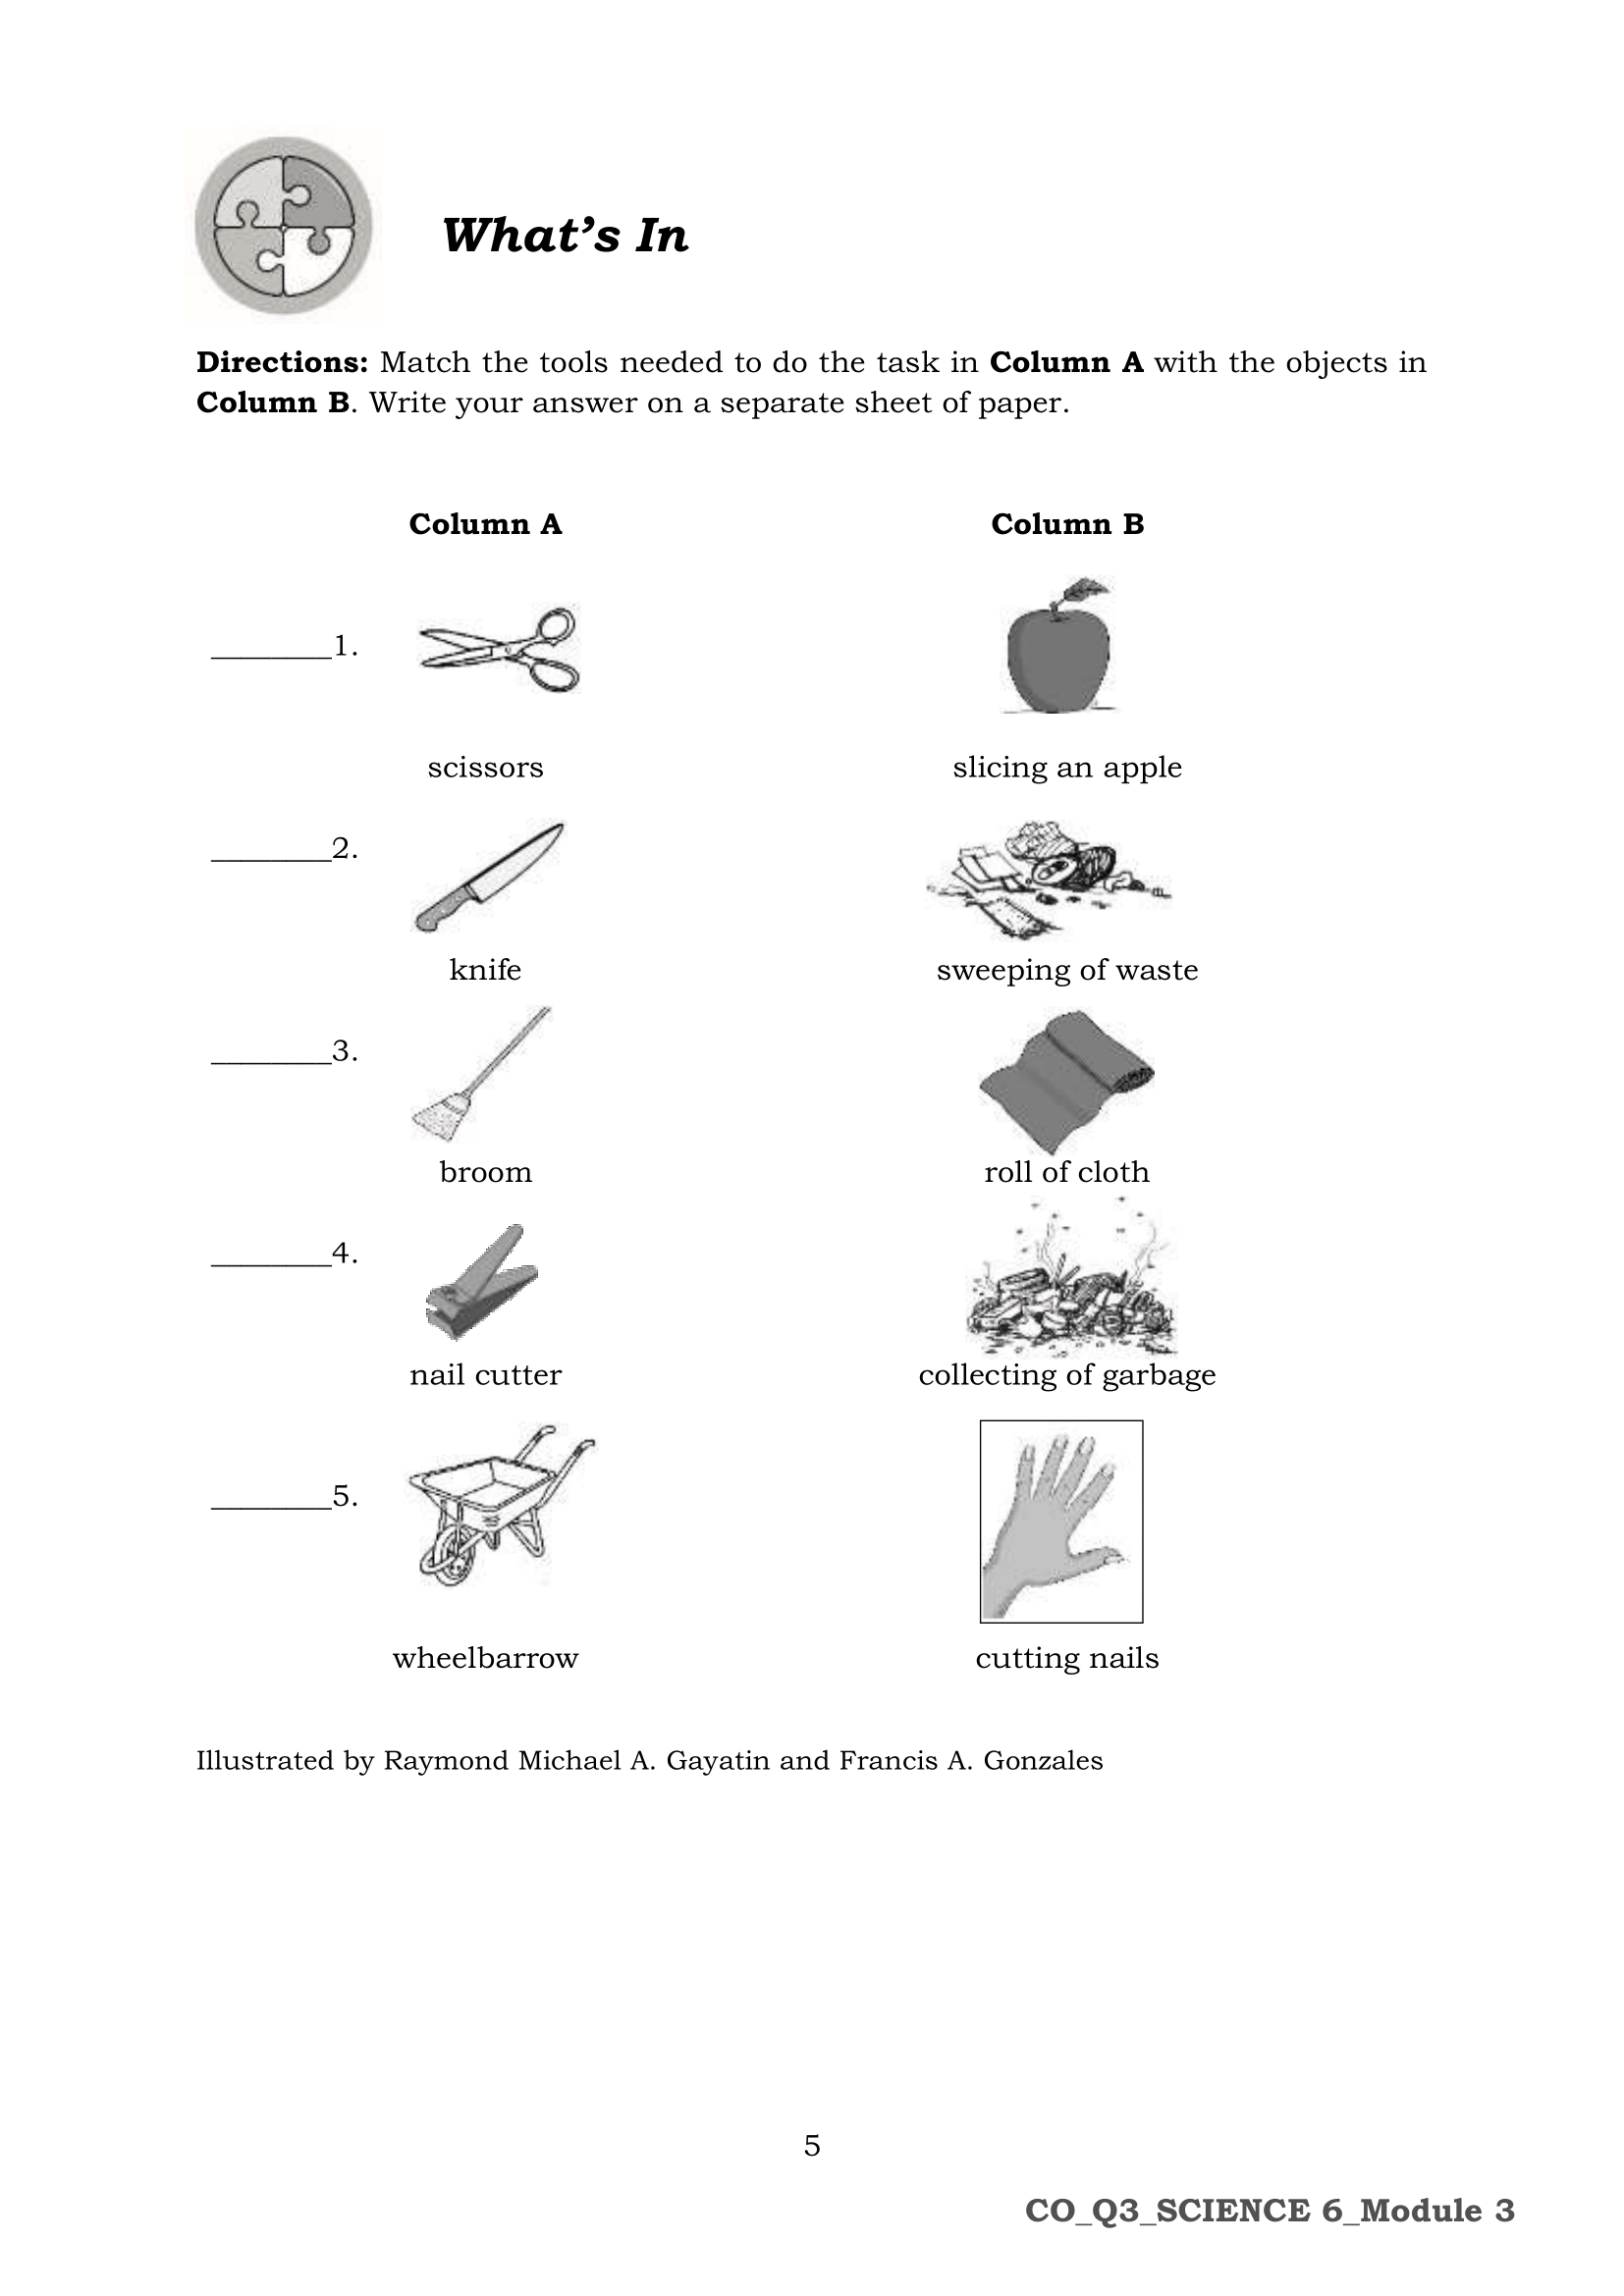 What's In
Directions: Match the tools needed to do the task in Column A with the objects in
Column B. Write your answer on a separate sheet of paper.
Column A Column B
________1.
scissors slicing an apple
________2.
knife sweeping of waste
________3.
broom roll of cloth
________4.
nail cutter collecting of garbage
________5.
wheelbarrow cutting nails
Illustrated by Raymond Michael A. Gayatin and Francis A. Gonzales
5
CO_Q3_SCIENCE 6_Module 3